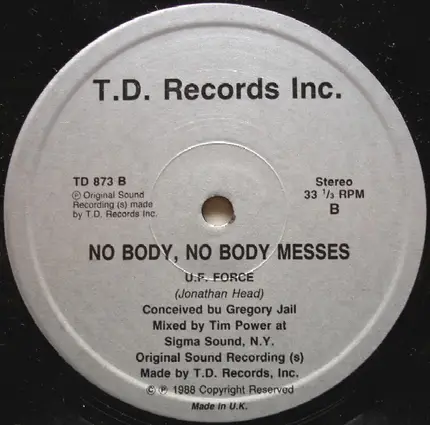 T.D. Records Inc.
TD 873 B
℗ Original Sound
Recording (s) made
by T.D. Records Inc.
Stereo
33 ⅓ RPM
B
NO BODY, NO BODY MESSES
U.F. FORCE
(Jonathan Head)
Conceived bu Gregory Jail
Mixed by Tim Power at
Sigma Sound, N.Y.
Original Sound Recording (s)
Made by T.D. Records, Inc.
© ℗ 1988 Copyright Reserved
Made in U.K.